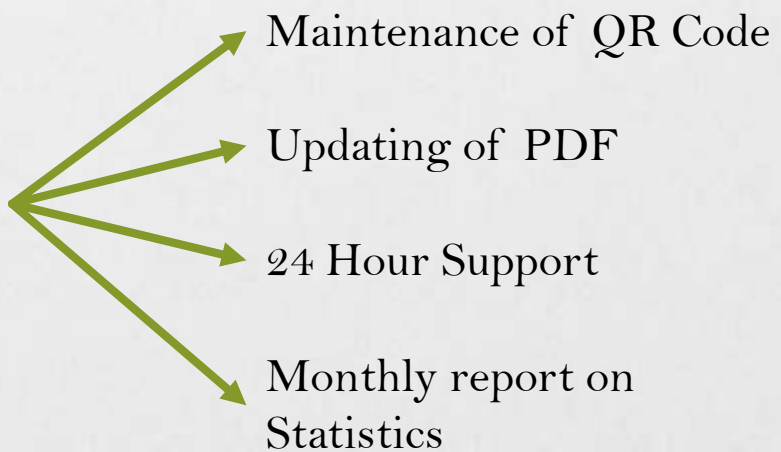 Maintenance of QR Code
Updating of PDF
24 Hour Support
Monthly report on
Statistics